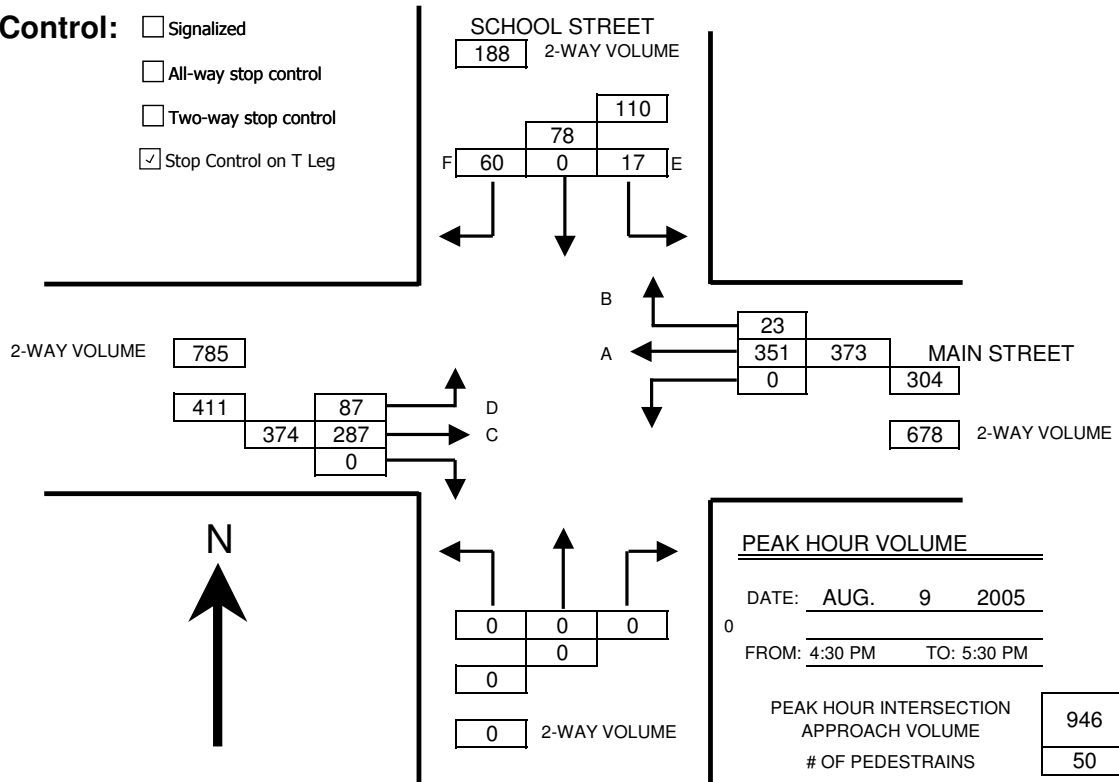 Control:
Signalized
All-way stop control
Two-way stop control
Stop Control on T Leg
SCHOOL STREET
188 2-WAY VOLUME
110
78
F 60 0 17 E
B
23
A 351 373 MAIN STREET
0 304
678 2-WAY VOLUME
2-WAY VOLUME 785
411 87 D
374 287 C
0
N
0 0 0
0
0
0 2-WAY VOLUME
PEAK HOUR VOLUME
DATE: AUG. 9 2005
0
FROM: 4:30 PM TO: 5:30 PM
PEAK HOUR INTERSECTION
APPROACH VOLUME 946
# OF PEDESTRAINS 50